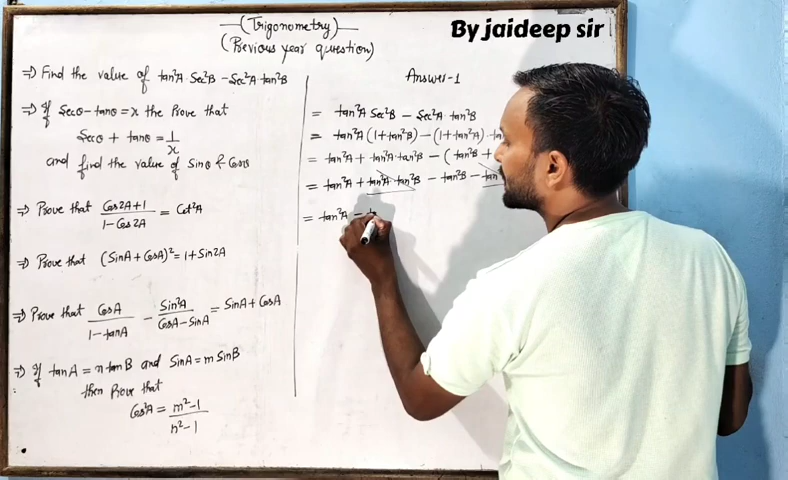 (Trigonometry)
By jaideep sir
(Previous year question)
⇒ Find the value of tan²A · Sec²B – Sec²A · tan²B
⇒ If Secθ – tanθ = x the Prove that
Secθ + tanθ = 1/x
and find the value of Sinθ & Cosθ
⇒ Prove that (Cos2A+1)/(1–Cos2A) = Cot²A
⇒ Prove that (SinA + CosA)² = 1 + Sin2A
⇒ Prove that CosA/(1–tanA) – Sin²A/(CosA–SinA) = SinA + CosA
⇒ If tanA = n tanB and SinA = m SinB
then Prove that
Cos²A = (m²–1)/(n²–1)
Answer-1
= tan²A Sec²B – Sec²A · tan²B
= tan²A (1+tan²B) – (1+tan²A) ·
= tan²A + tan²A·tan²B – (tan²B +
= tan²A + tan²A·tan²B – tan²B – tan
= tan²A –